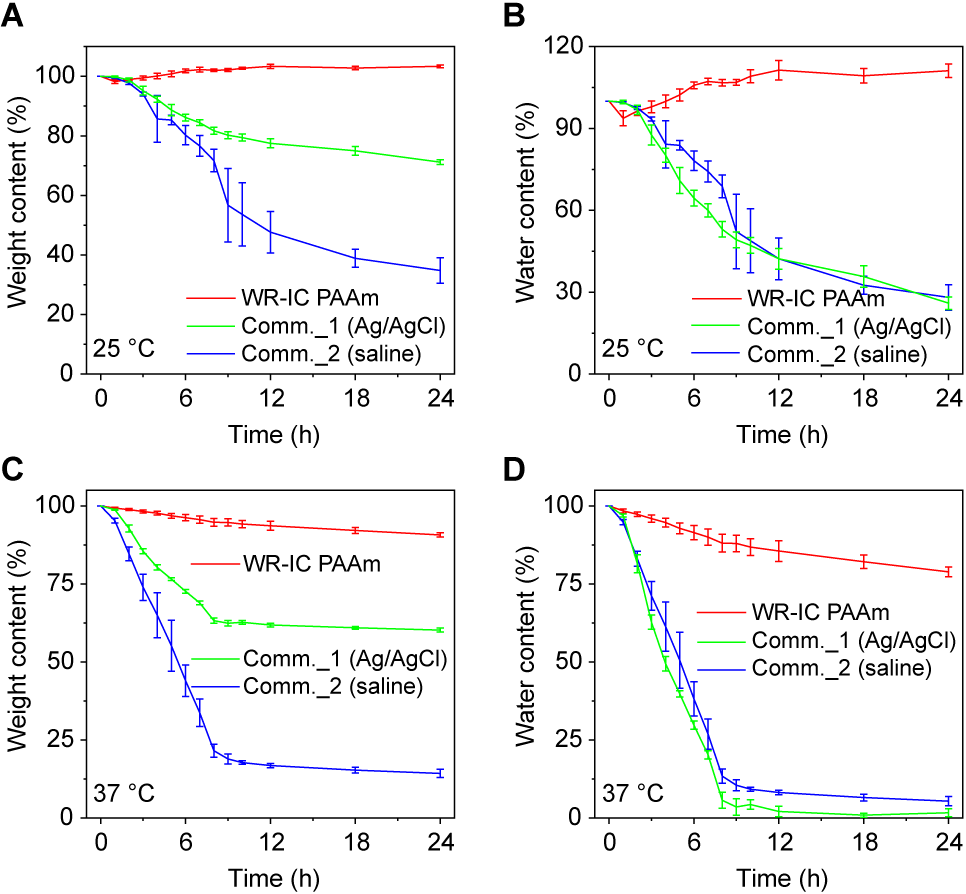 A
Weight content (%)
100
80
60
40
20
0
WR-IC PAAm
Comm._1 (Ag/AgCl)
Comm._2 (saline)
25 °C
0 6 12 18 24
Time (h)
B
Water content (%)
120
90
60
30
0
WR-IC PAAm
Comm._1 (Ag/AgCl)
Comm._2 (saline)
25 °C
0 6 12 18 24
Time (h)
C
Weight content (%)
100
75
50
25
0
WR-IC PAAm
Comm._1 (Ag/AgCl)
Comm._2 (saline)
37 °C
0 6 12 18 24
Time (h)
D
Water content (%)
100
75
50
25
0
WR-IC PAAm
Comm._1 (Ag/AgCl)
Comm._2 (saline)
37 °C
0 6 12 18 24
Time (h)